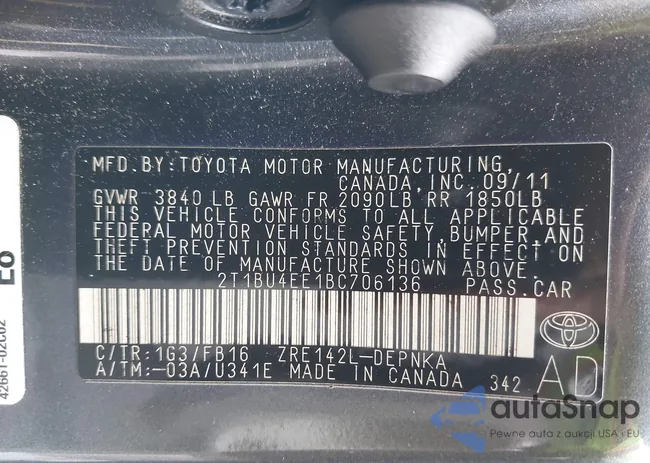 MFD.BY:TOYOTA MOTOR MANUFACTURING,
CANADA,INC.09/11
GVWR 3840 LB GAWR FR 2090LB RR 1850LB
THIS VEHICLE CONFORMS TO ALL APPLICABLE
FEDERAL MOTOR VEHICLE SAFETY,BUMPER AND
THEFT PREVENTION STANDARDS IN EFFECT ON
THE DATE OF MANUFACTURE SHOWN ABOVE.
2T1BU4EE1BC706136 PASS.CAR
C/TR:1G3/FB16 ZRE142L-DEPNKA
A/TM:-03A/U341E MADE IN CANADA 342
AD
42661-02C02
autaSnap
Pewne auta z aukcji USA i EU